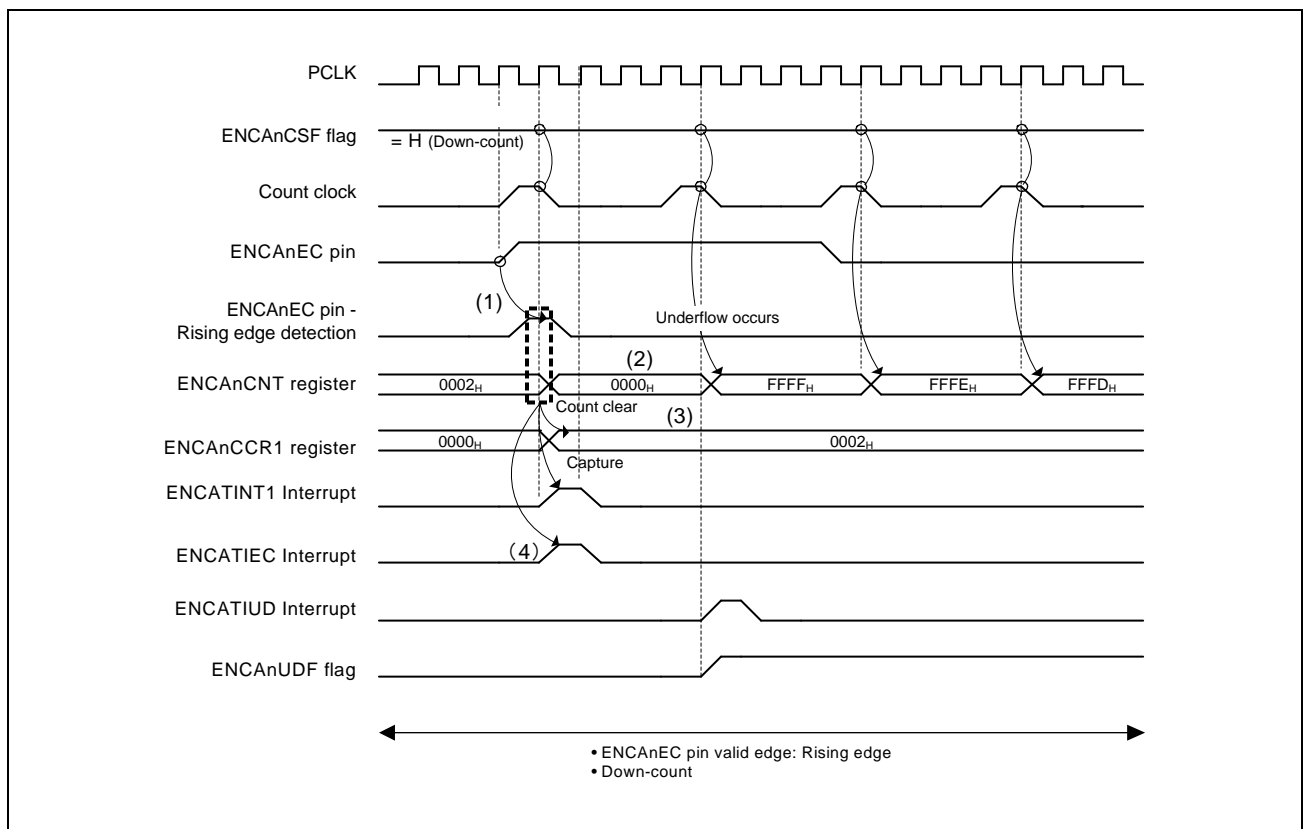 PCLK
ENCAnCSF flag
= H (Down-count)
Count clock
ENCAnEC pin
(1)
ENCAnEC pin -
Rising edge detection
Underflow occurs
(2)
ENCAnCNT register
0002H
0000H
FFFFH
FFFEH
FFFDH
Count clear
(3)
ENCAnCCR1 register
0000H
0002H
Capture
ENCATINT1 Interrupt
ENCATIEC Interrupt
(4)
ENCATIUD Interrupt
ENCAnUDF flag
• ENCAnEC pin valid edge: Rising edge
• Down-count